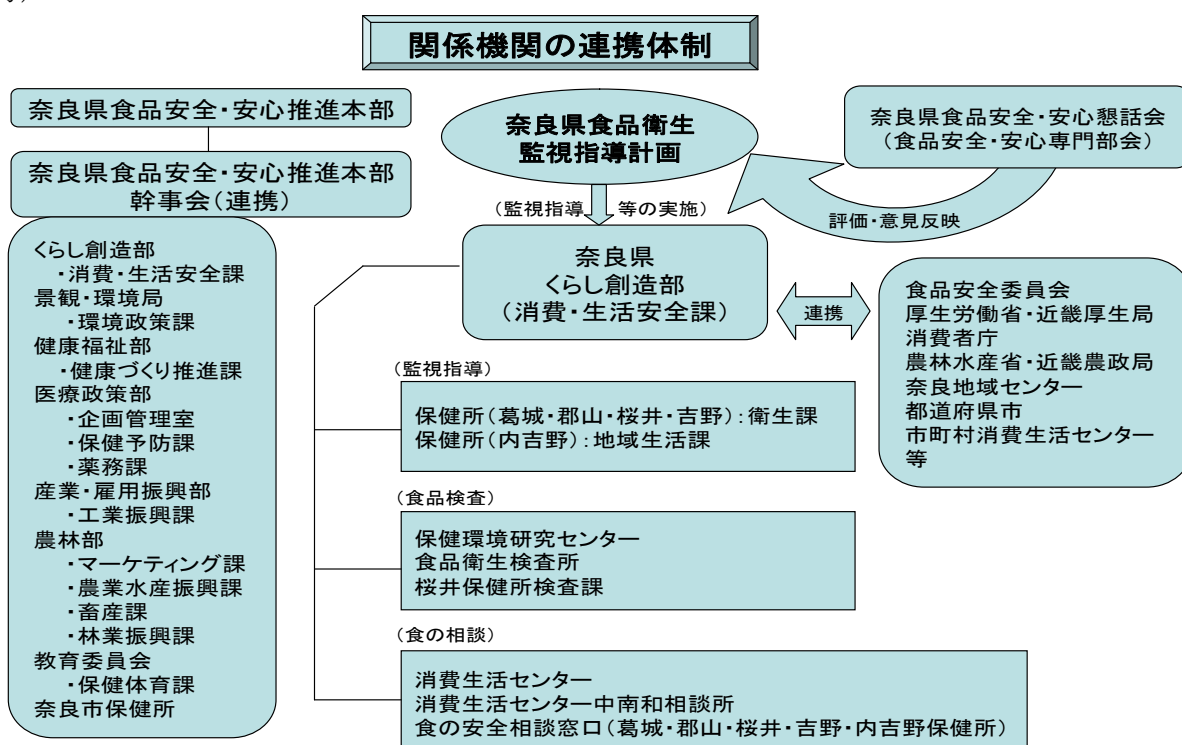 関係機関の連携体制
奈良県食品安全・安心推進本部
奈良県食品安全・安心推進本部
幹事会(連携)
くらし創造部
・消費・生活安全課
景観・環境局
・環境政策課
健康福祉部
・健康づくり推進課
医療政策部
・企画管理室
・保健予防課
・薬務課
産業・雇用振興部
・工業振興課
農林部
・マーケティング課
・農業水産振興課
・畜産課
・林業振興課
教育委員会
・保健体育課
奈良市保健所
奈良県食品衛生
監視指導計画
(監視指導 等の実施)
奈良県
くらし創造部
(消費・生活安全課)
奈良県食品安全・安心懇話会
(食品安全・安心専門部会)
評価・意見反映
連携
食品安全委員会
厚生労働省・近畿厚生局
消費者庁
農林水産省・近畿農政局
奈良地域センター
都道府県市
市町村消費生活センター
等
(監視指導)
保健所(葛城・郡山・桜井・吉野):衛生課
保健所(内吉野):地域生活課
(食品検査)
保健環境研究センター
食品衛生検査所
桜井保健所検査課
(食の相談)
消費生活センター
消費生活センター中南和相談所
食の安全相談窓口(葛城・郡山・桜井・吉野・内吉野保健所)